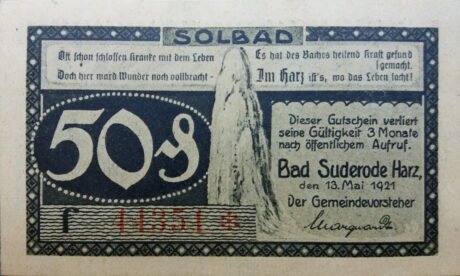 SOLBAD
Oft schon schlossen Kranke mit dem Leben
Doch hier ward Wunder noch vollbracht -
Es hat des Baches heilend Kraft gesund
gemacht.
Im Harz ist's, wo das Leben lacht!
50 ₰
Dieser Gutschein verliert
seine Gültigkeit 3 Monate
nach öffentlichem Aufruf.
Bad Suderode Harz,
den 13. Mai 1921
Der Gemeindevorsteher
Marquardt
f 14351 *